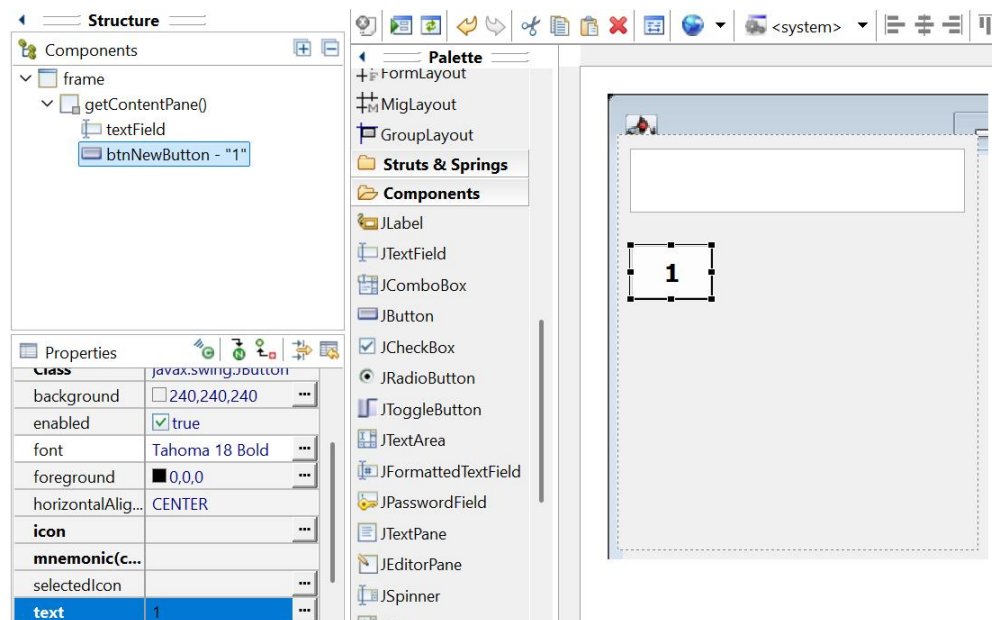 Structure
Components
frame
getContentPane()
textField
btnNewButton - "1"
Properties
Class javax.swing.JButton
background 240,240,240 ...
enabled true
font Tahoma 18 Bold ...
foreground 0,0,0 ...
horizontalAlig... CENTER
icon ...
mnemonic(c...
selectedIcon ...
text 1 ...
<system>
Palette
FormLayout
MigLayout
GroupLayout
Struts & Springs
Components
JLabel
JTextField
JComboBox
JButton
JCheckBox
JRadioButton
JToggleButton
JTextArea
JFormattedTextField
JPasswordField
JTextPane
JEditorPane
JSpinner
1